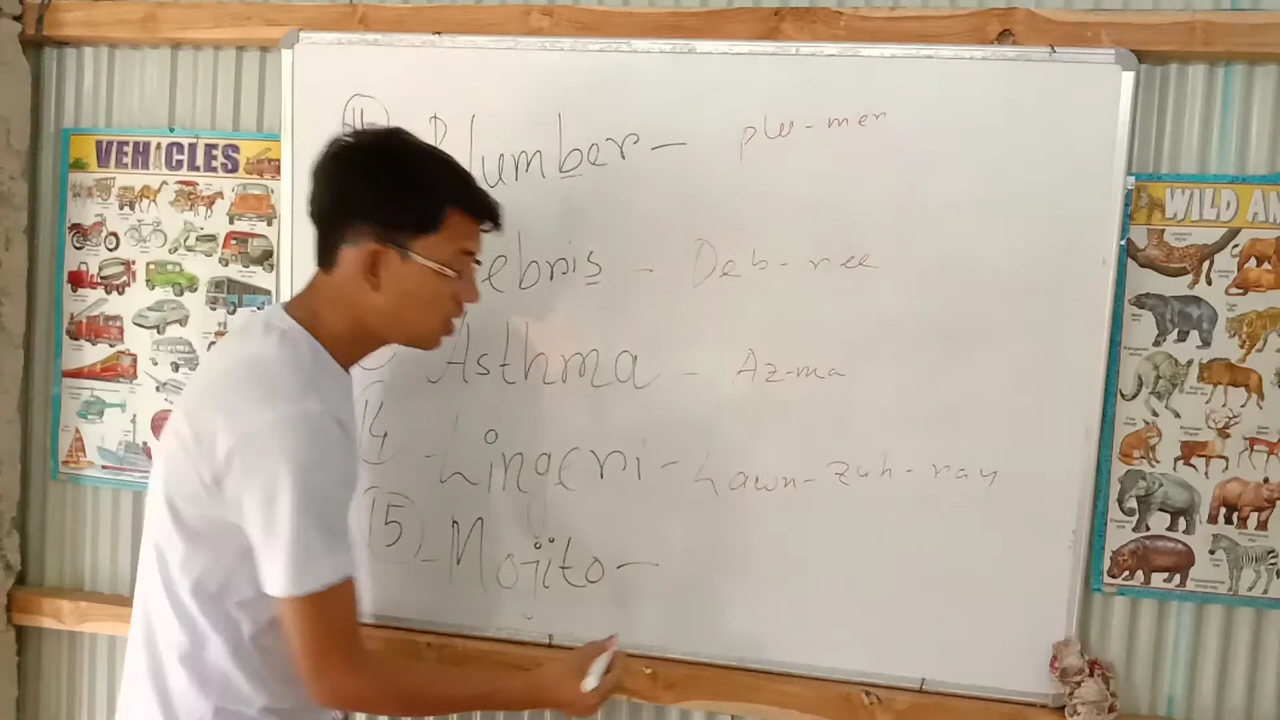 VEHICLES
11 Plumber - plu-mer
ebris - Deb-ree
Asthma - Az-ma
14 - Lingeri - Lawn-zuh-ray
15 - Mojito -
WILD AN